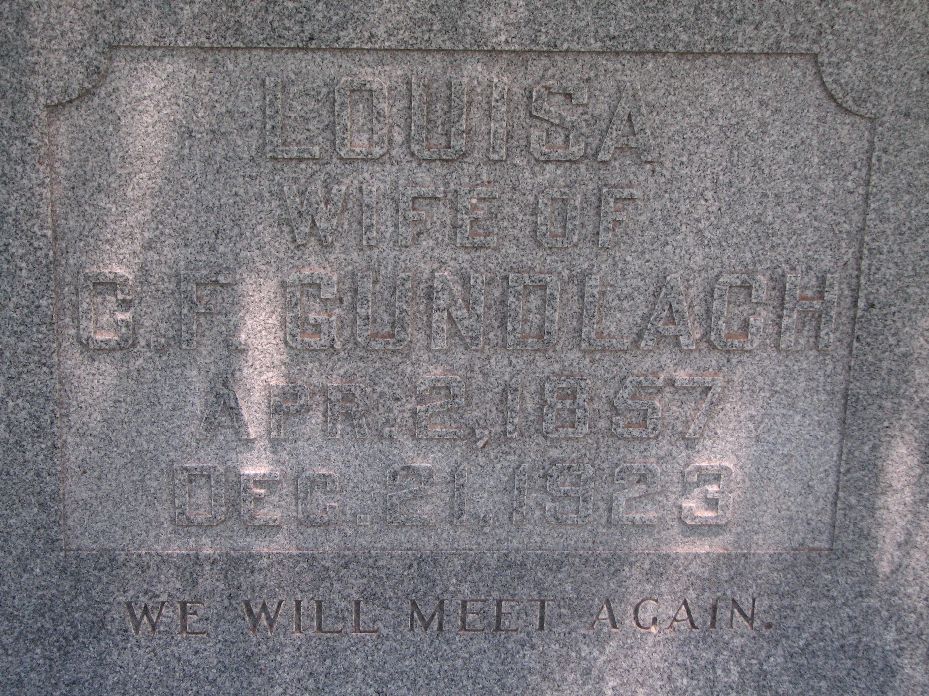 LOUISA
WIFE OF
G. F. GUNDLACH
APR. 2, 1857
DEC. 21, 1923
WE WILL MEET AGAIN.